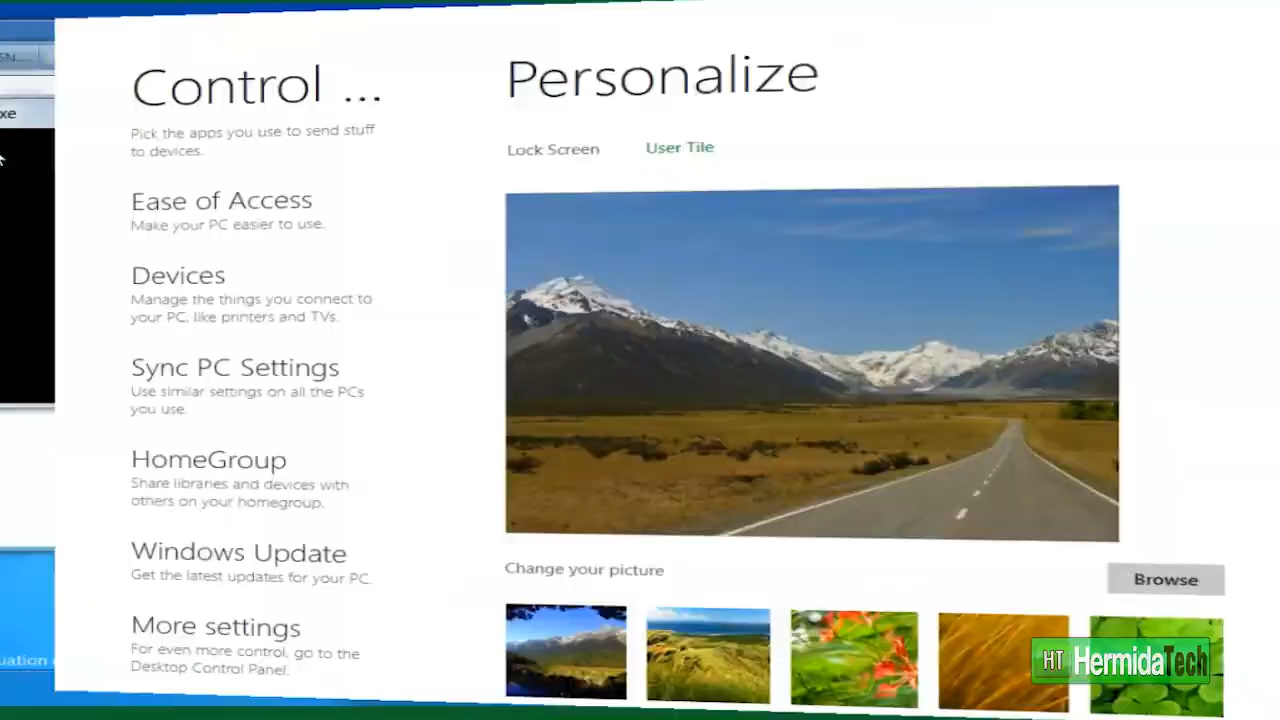 Control ...
Pick the apps you use to send stuff
to devices.
Ease of Access
Make your PC easier to use.
Devices
Manage the things you connect to
your PC, like printers and TVs.
Sync PC Settings
Use similar settings on all the PCs
you use.
HomeGroup
Share libraries and devices with
others on your homegroup.
Windows Update
Get the latest updates for your PC.
More settings
For even more control, go to the
Desktop Control Panel.
Personalize
Lock Screen
User Tile
Change your picture
Browse
HT HermidaTech